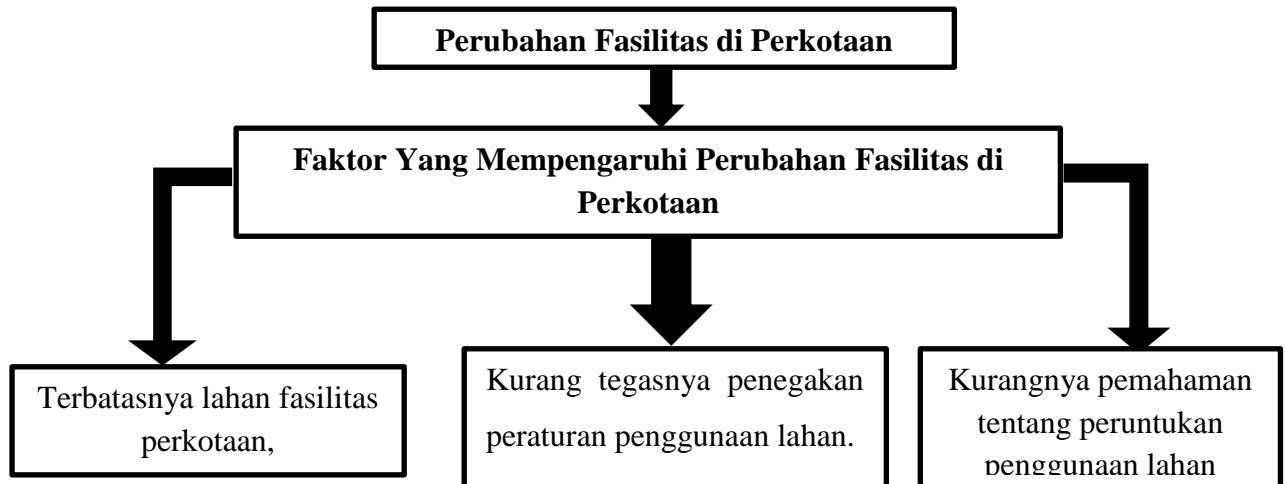 Perubahan Fasilitas di Perkotaan
Faktor Yang Mempengaruhi Perubahan Fasilitas di
Perkotaan
Terbatasnya lahan fasilitas
perkotaan,
Kurang tegasnya penegakan
peraturan penggunaan lahan.
Kurangnya pemahaman
tentang peruntukan
penggunaan lahan